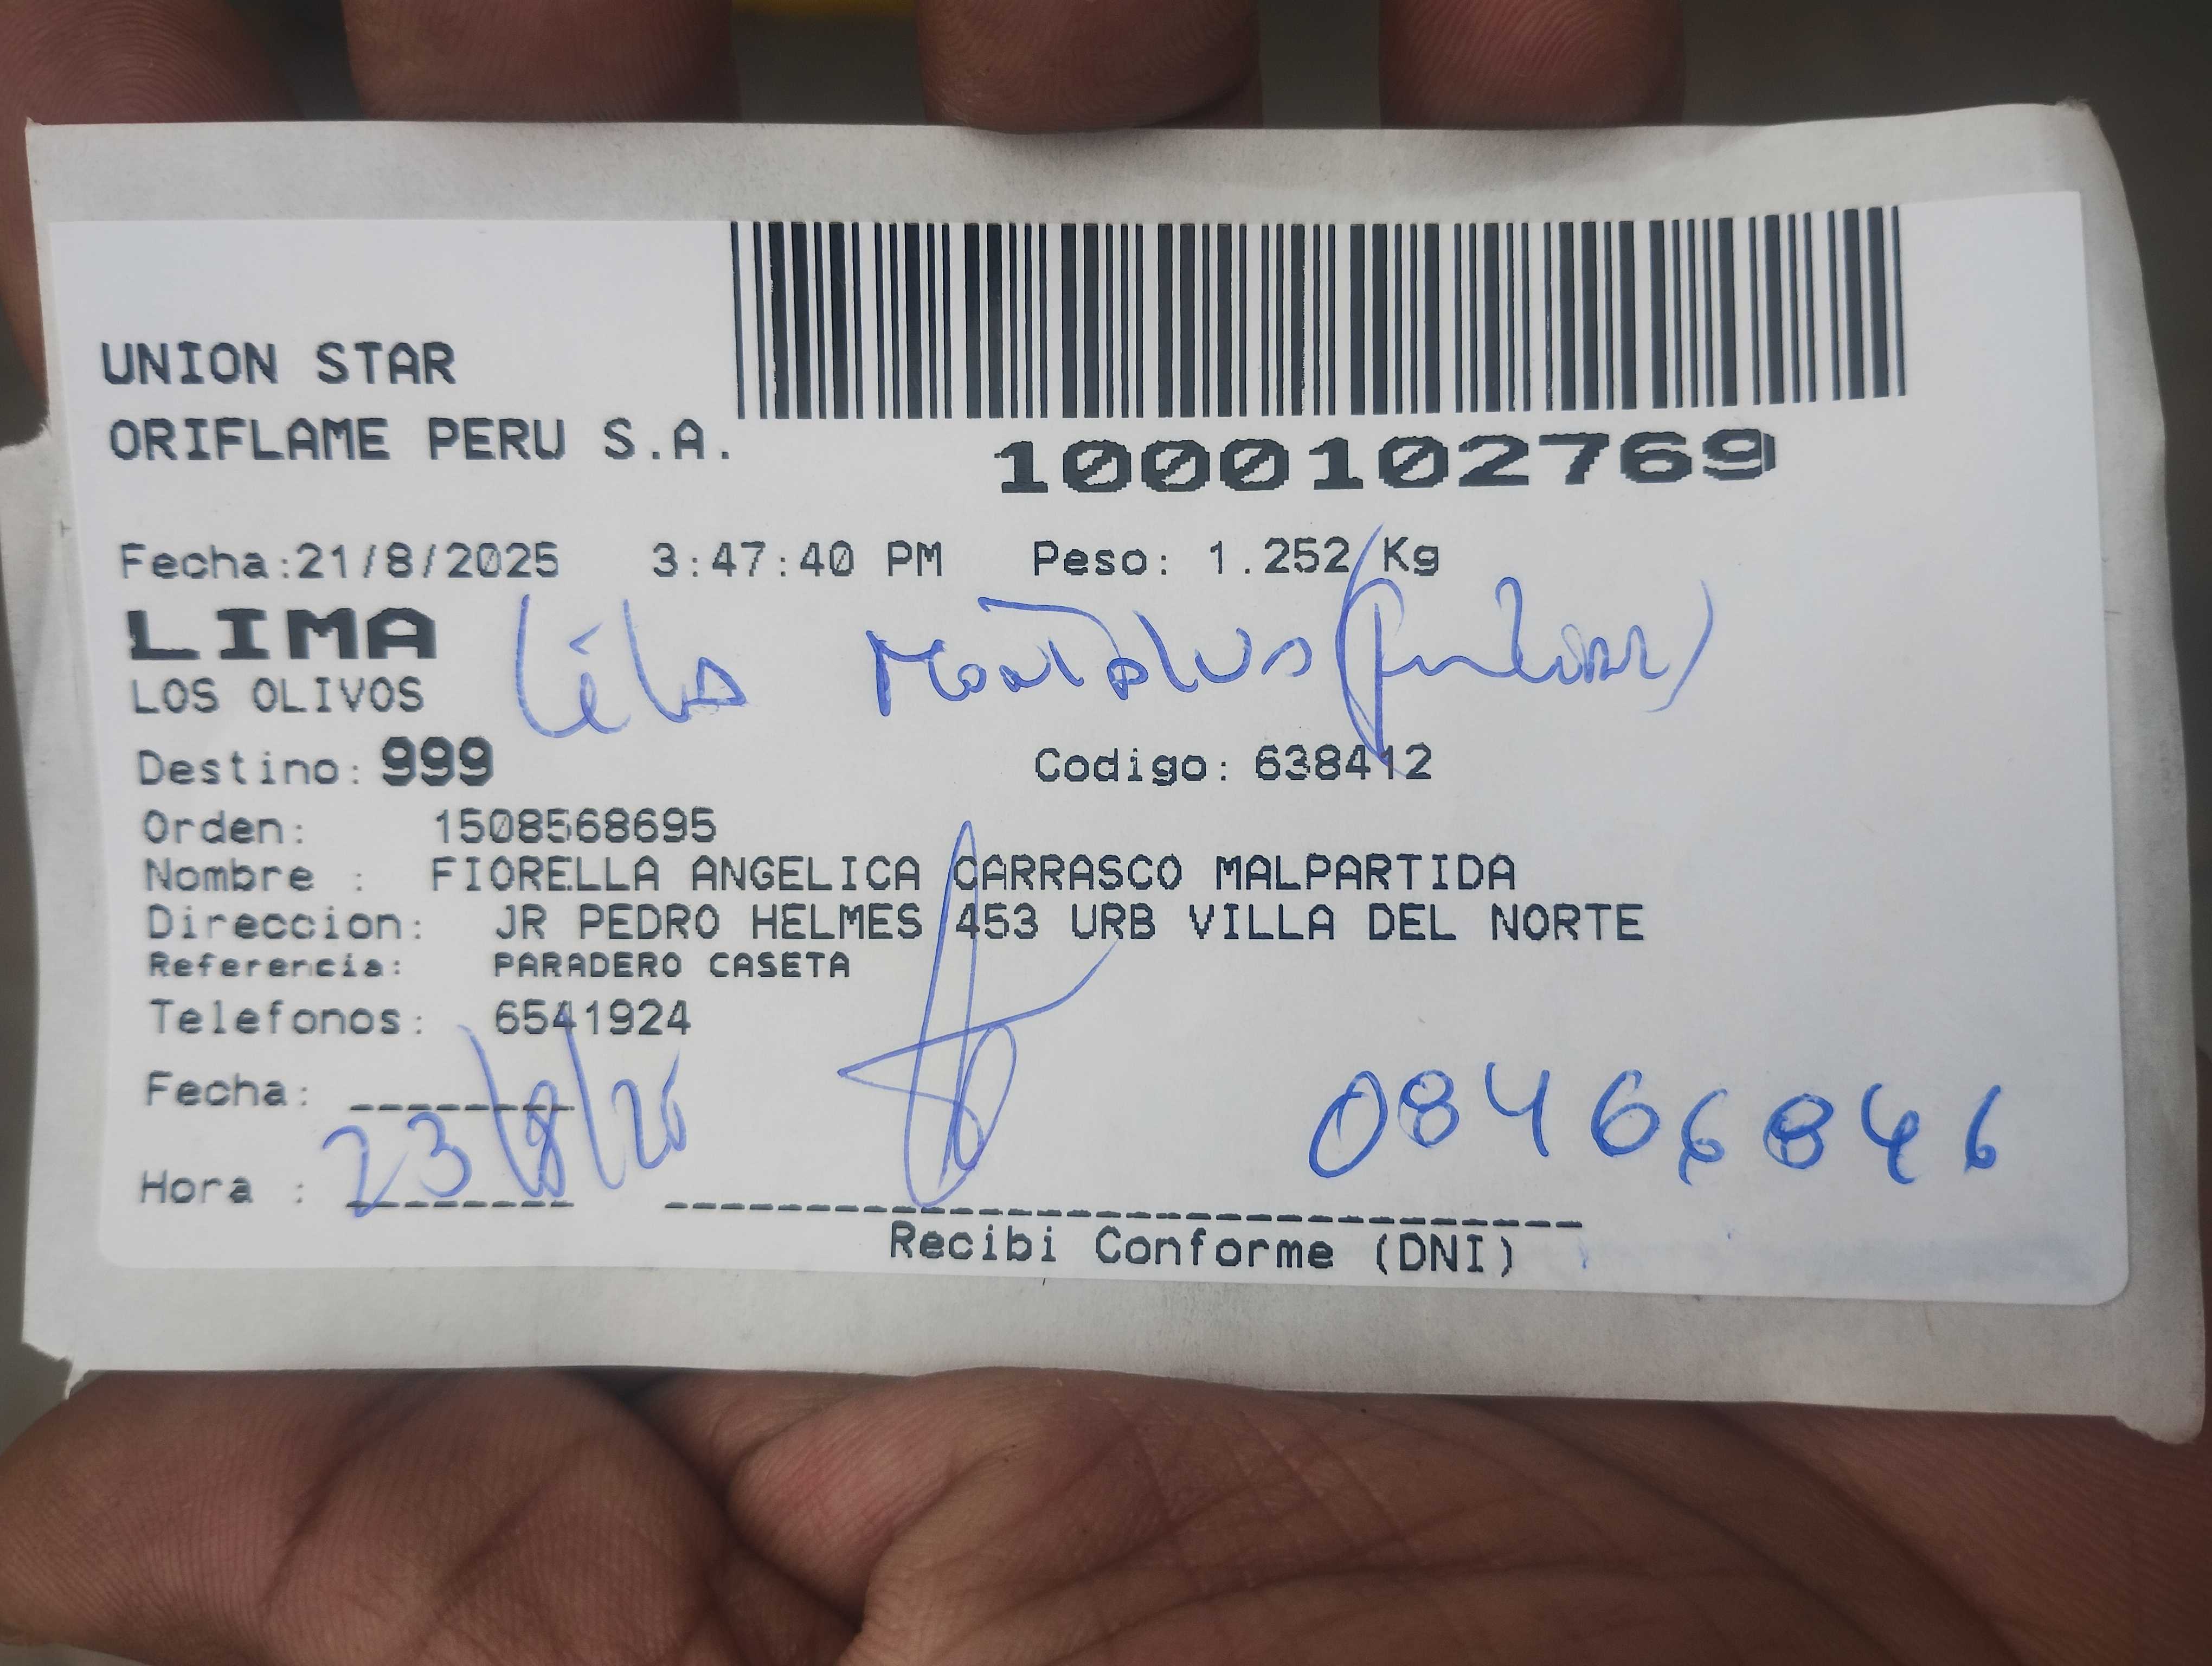 UNION STAR
ORIFLAME PERU S.A.
1000102769
Fecha:21/8/2025 3:47:40 PM Peso: 1.252 Kg
LIMA
LOS OLIVOS
Destino: 999 Codigo: 638412
Orden: 1508568695
Nombre : FIORELLA ANGELICA CARRASCO MALPARTIDA
Direccion: JR PEDRO HELMES 453 URB VILLA DEL NORTE
Referencia: PARADERO CASETA
Telefonos: 6541924
Fecha:
23/8/25
08466846
Hora :
Recibi Conforme (DNI)